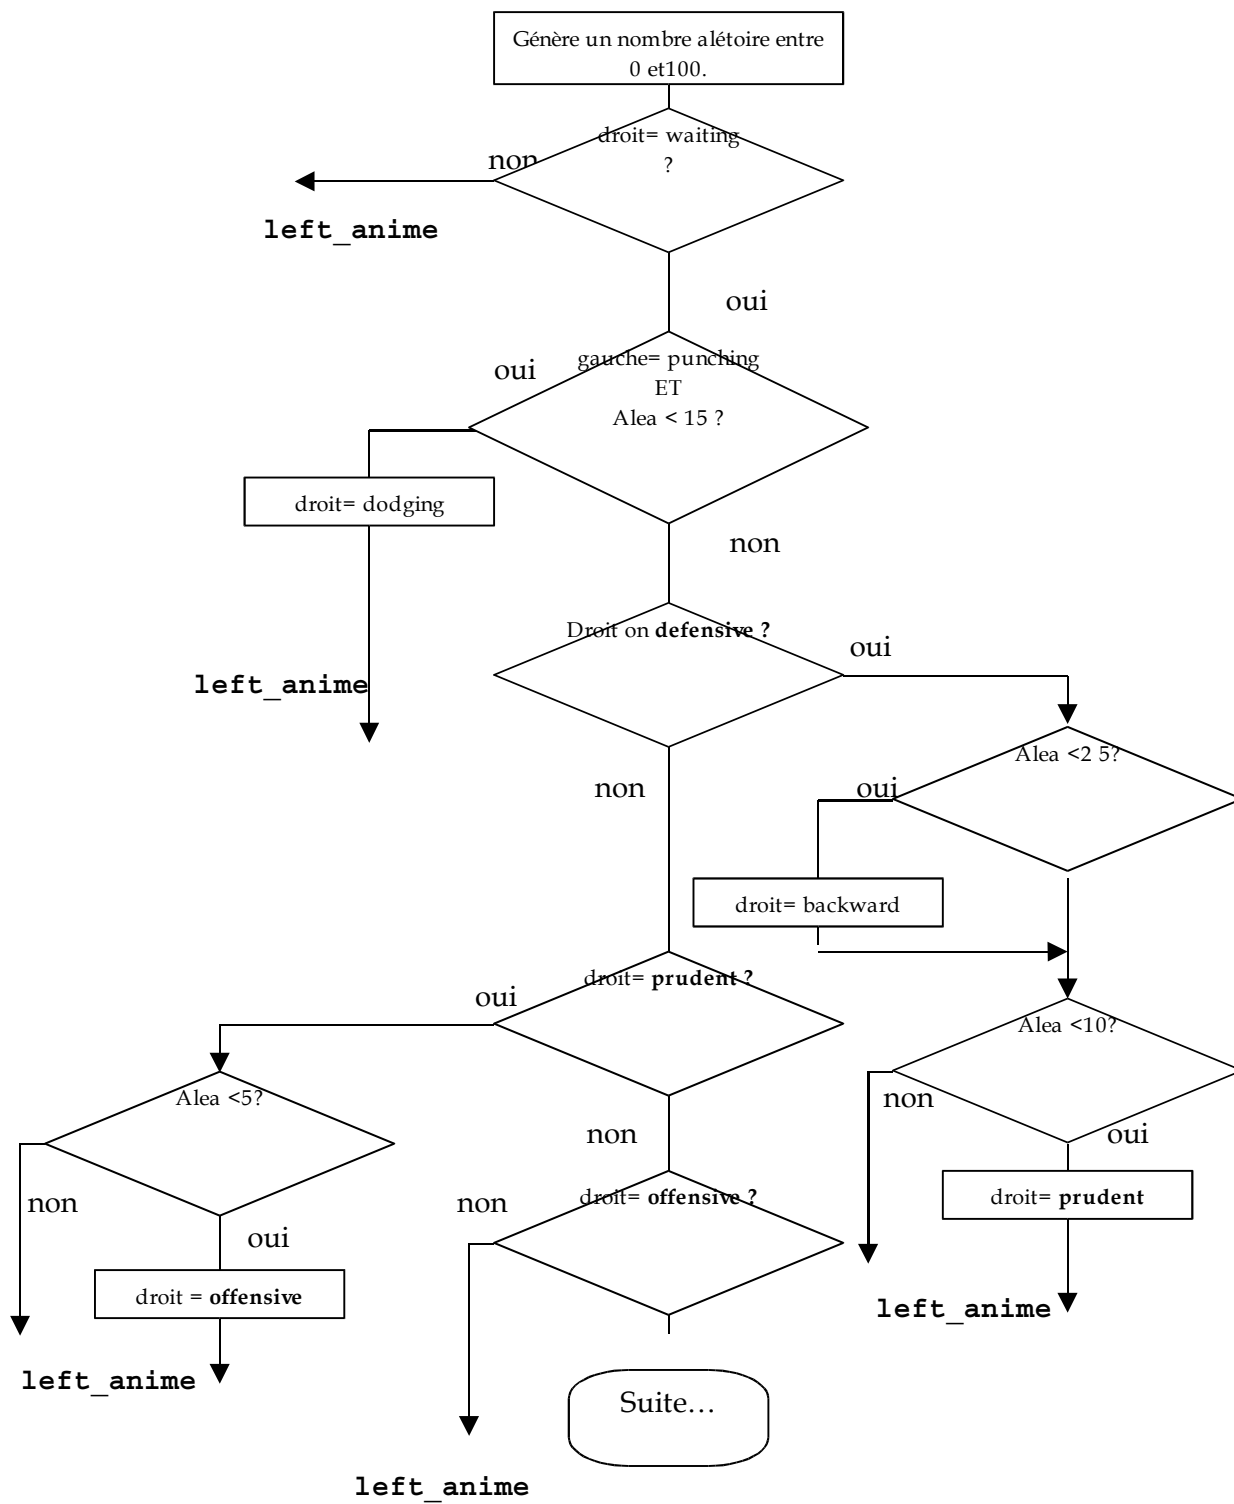 Génère un nombre alétoire entre
0 et100.
droit= waiting
?
non
left_anime
oui
gauche= punching
ET
Alea < 15 ?
oui
droit= dodging
non
left_anime
Droit on defensive ?
oui
non
Alea <2 5?
oui
droit= backward
droit= prudent ?
oui
Alea <10?
non
oui
droit= prudent
left_anime
Alea <5?
non
oui
droit = offensive
left_anime
non
droit= offensive ?
non
left_anime
Suite…